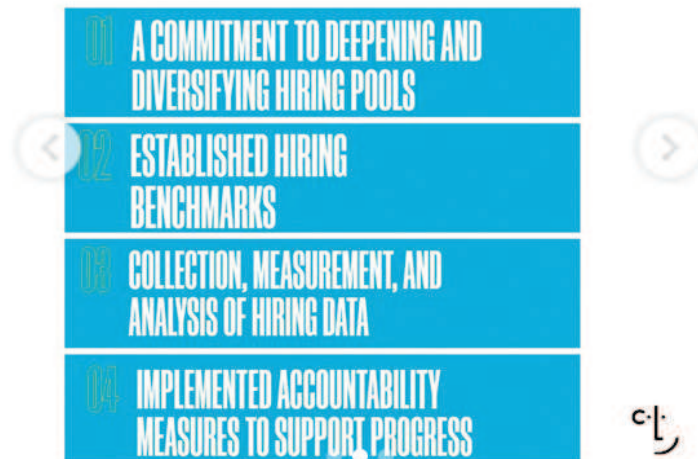 01 A COMMITMENT TO DEEPENING AND
DIVERSIFYING HIRING POOLS
02 ESTABLISHED HIRING
BENCHMARKS
03 COLLECTION, MEASUREMENT, AND
ANALYSIS OF HIRING DATA
04 IMPLEMENTED ACCOUNTABILITY
MEASURES TO SUPPORT PROGRESS